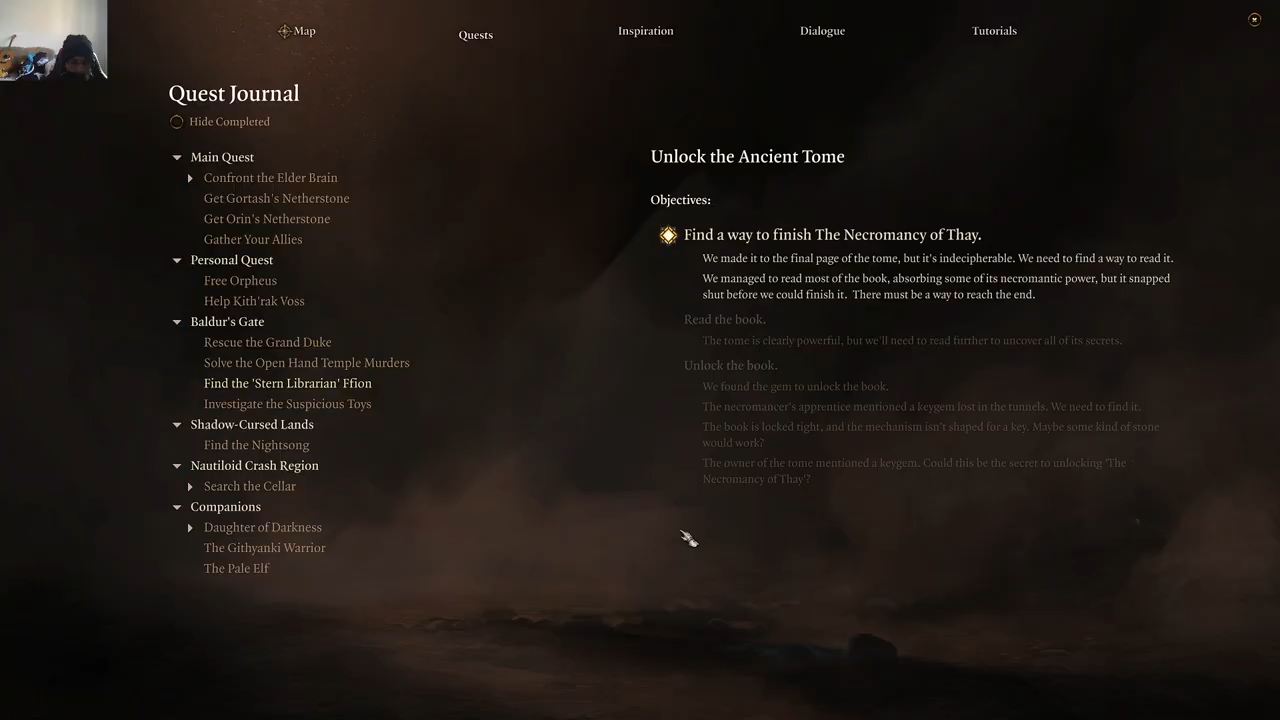 Map
Quests
Inspiration
Dialogue
Tutorials
Quest Journal
Hide Completed
Main Quest
Confront the Elder Brain
Get Gortash's Netherstone
Get Orin's Netherstone
Gather Your Allies
Personal Quest
Free Orpheus
Help Kith'rak Voss
Baldur's Gate
Rescue the Grand Duke
Solve the Open Hand Temple Murders
Find the 'Stern Librarian' Ffion
Investigate the Suspicious Toys
Shadow-Cursed Lands
Find the Nightsong
Nautiloid Crash Region
Search the Cellar
Companions
Daughter of Darkness
The Githyanki Warrior
The Pale Elf
Unlock the Ancient Tome
Objectives:
Find a way to finish The Necromancy of Thay.
We made it to the final page of the tome, but it's indecipherable. We need to find a way to read it.
We managed to read most of the book, absorbing some of its necromantic power, but it snapped
shut before we could finish it. There must be a way to reach the end.
Read the book.
The tome is clearly powerful, but we'll need to read further to uncover all of its secrets.
Unlock the book.
We found the gem to unlock the book.
The necromancer's apprentice mentioned a keygem lost in the tunnels. We need to find it.
The book is locked tight, and the mechanism isn't shaped for a key. Maybe some kind of stone
would work?
The owner of the tome mentioned a keygem. Could this be the secret to unlocking 'The
Necromancy of Thay'?